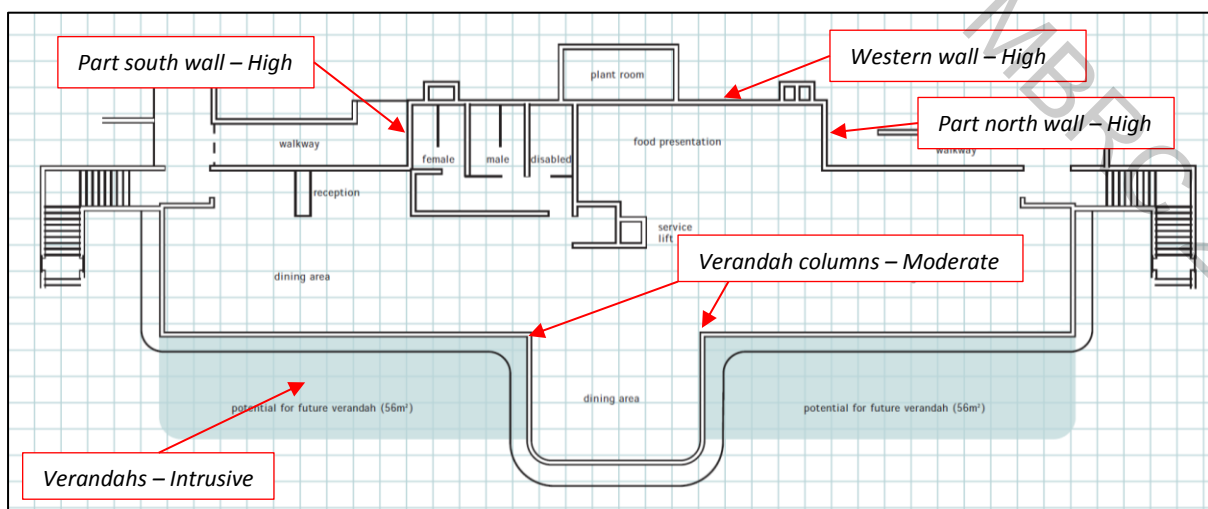 MBRC
Part south wall – High
Western wall – High
Part north wall – High
plant room
walkway
female
male
disabled
food presentation
walkway
reception
service
lift
dining area
Verandah columns – Moderate
potential for future verandah (56m²)
dining area
potential for future verandah (56m²)
Verandahs – Intrusive